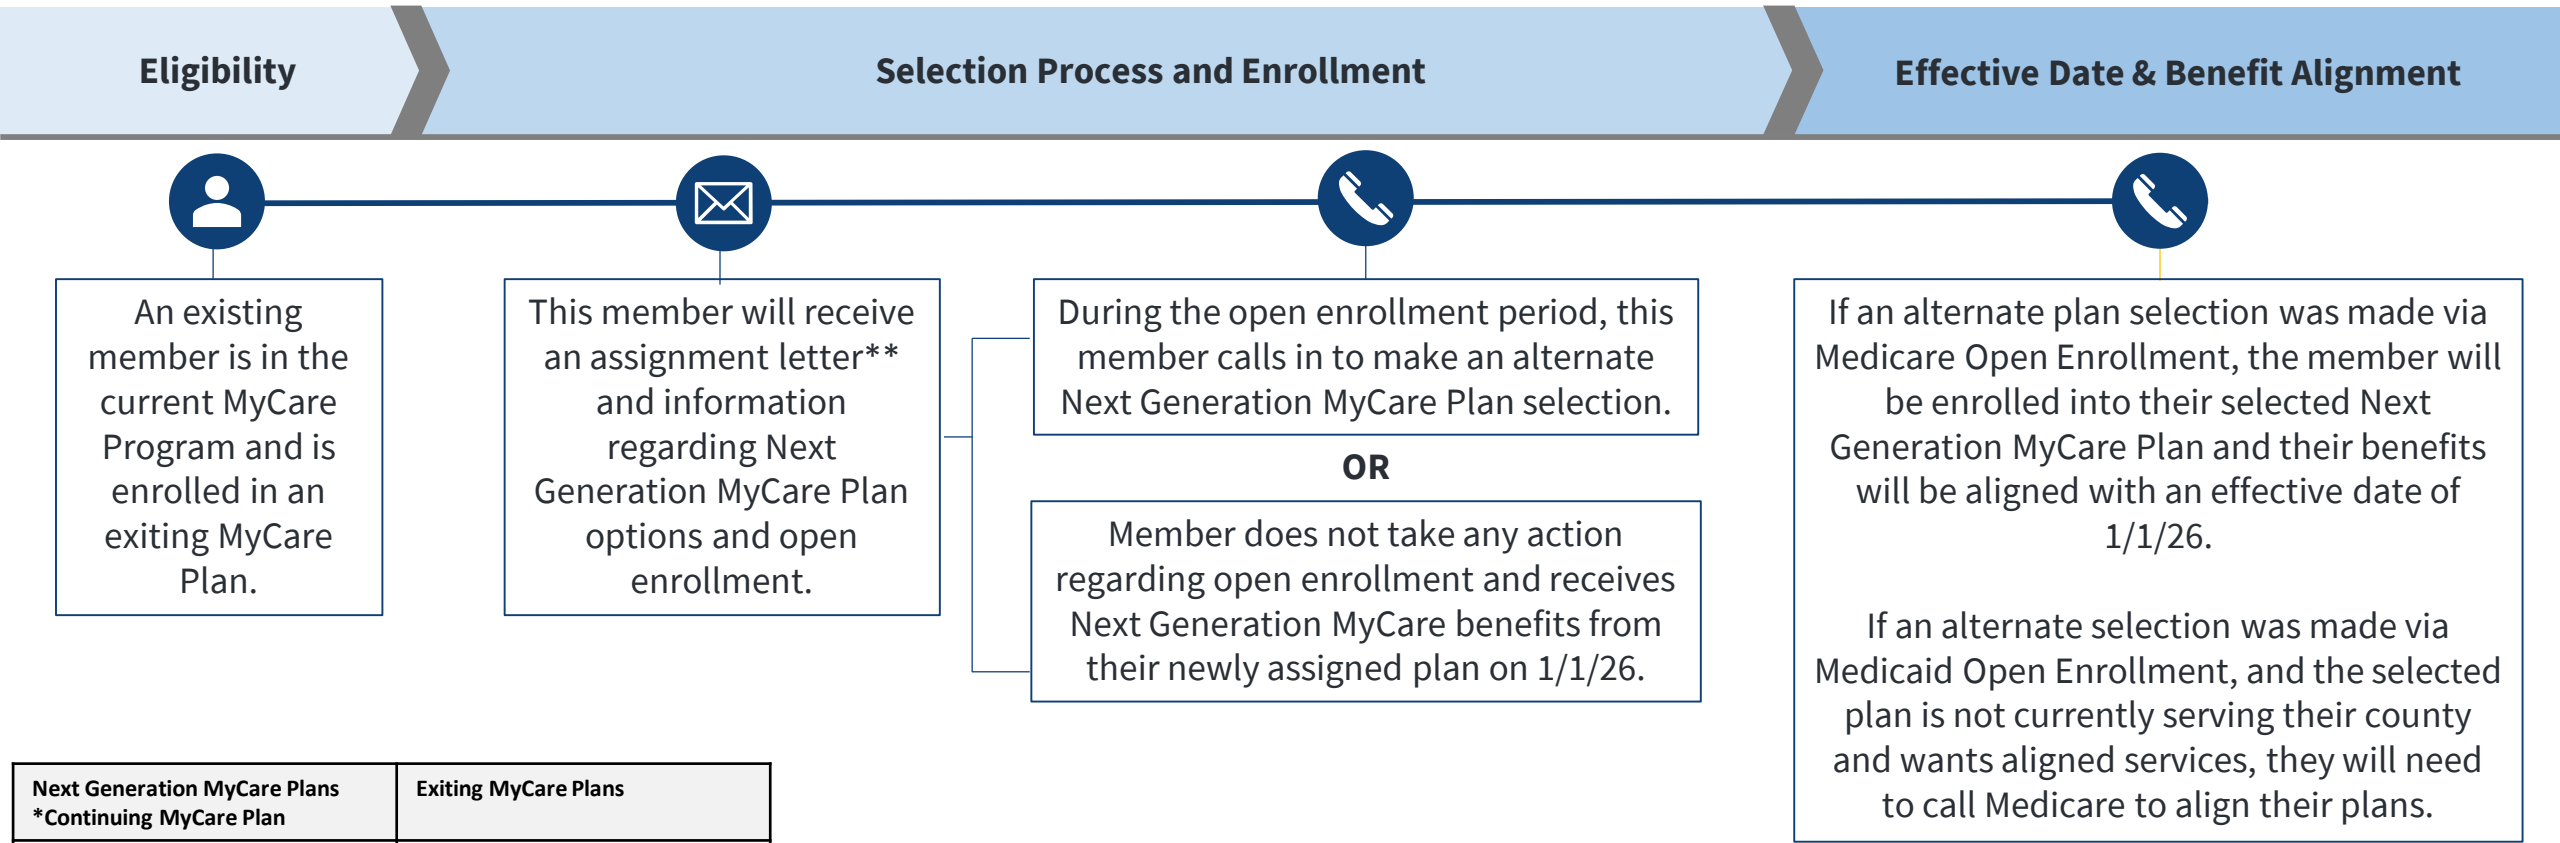 Eligibility
Selection Process and Enrollment
Effective Date & Benefit Alignment
An existing
member is in the
current MyCare
Program and is
enrolled in an
exiting MyCare
Plan.
This member will receive
an assignment letter**
and information
regarding Next
Generation MyCare Plan
options and open
enrollment.
During the open enrollment period, this
member calls in to make an alternate
Next Generation MyCare Plan selection.
OR
Member does not take any action
regarding open enrollment and receives
Next Generation MyCare benefits from
their newly assigned plan on 1/1/26.
If an alternate plan selection was made via
Medicare Open Enrollment, the member will
be enrolled into their selected Next
Generation MyCare Plan and their benefits
will be aligned with an effective date of
1/1/26.
If an alternate selection was made via
Medicaid Open Enrollment, and the selected
plan is not currently serving their county
and wants aligned services, they will need
to call Medicare to align their plans.
Next Generation MyCare Plans
*Continuing MyCare Plan
Exiting MyCare Plans